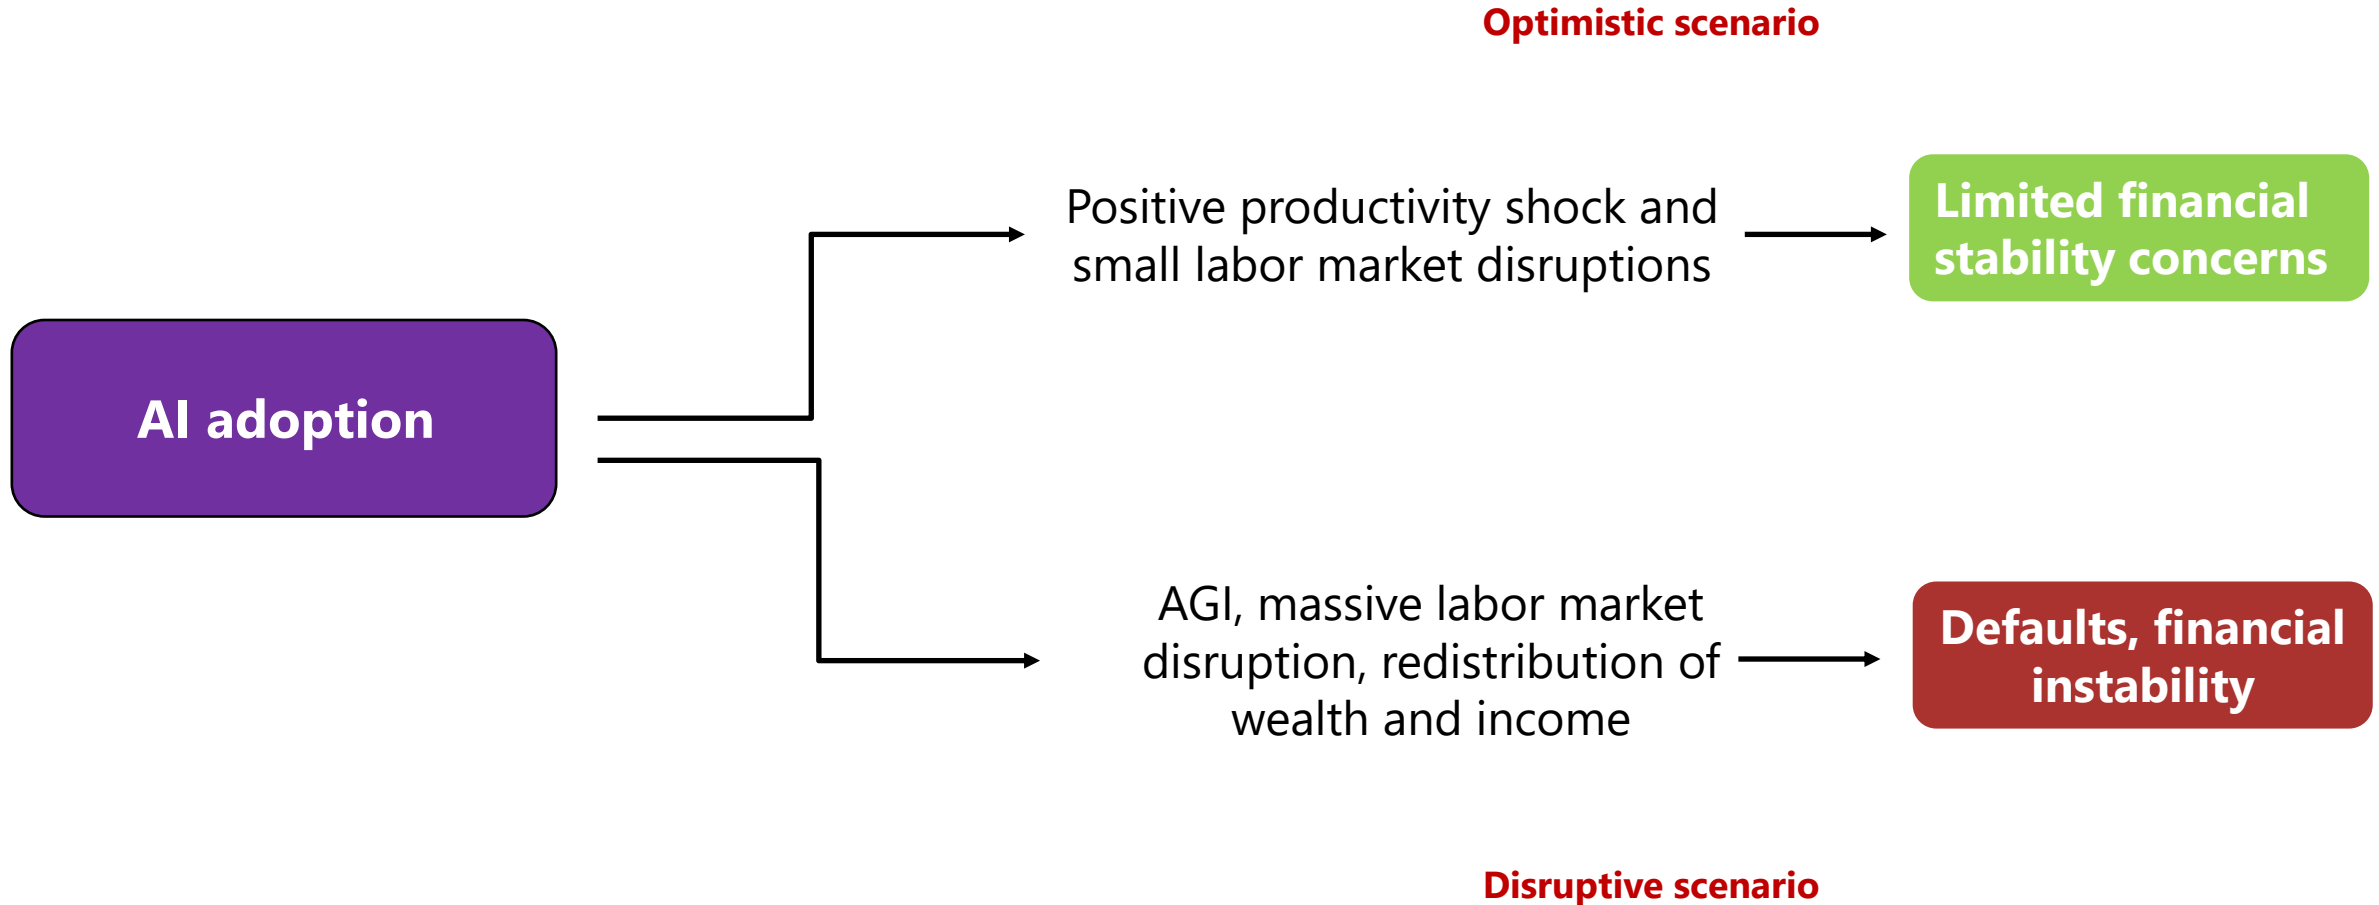 Optimistic scenario
Positive productivity shock and
small labor market disruptions
Limited financial
stability concerns
AI adoption
AGI, massive labor market
disruption, redistribution of
wealth and income
Defaults, financial
instability
Disruptive scenario